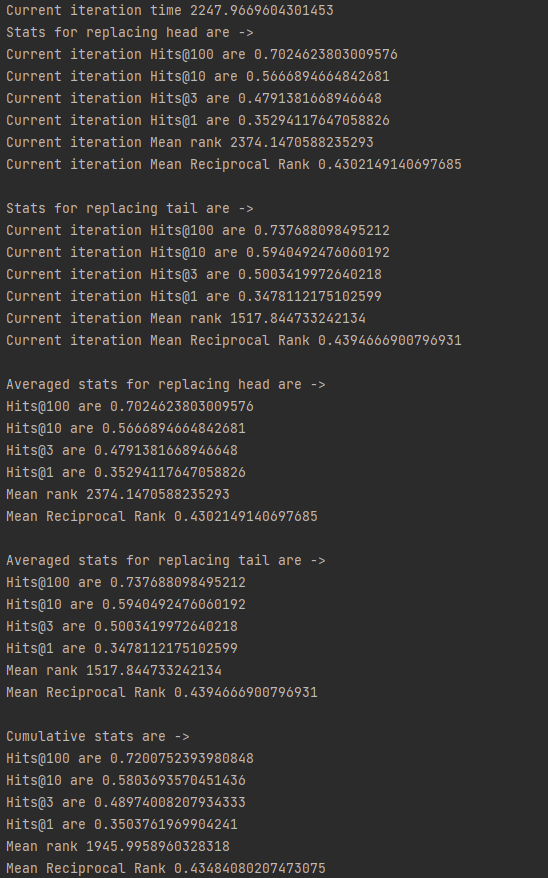 Current iteration time 2247.9669604301453
Stats for replacing head are ->
Current iteration Hits@100 are 0.7024623803009576
Current iteration Hits@10 are 0.5666894664842681
Current iteration Hits@3 are 0.4791381668946648
Current iteration Hits@1 are 0.35294117647058826
Current iteration Mean rank 2374.1470588235293
Current iteration Mean Reciprocal Rank 0.4302149140697685
Stats for replacing tail are ->
Current iteration Hits@100 are 0.737688098495212
Current iteration Hits@10 are 0.5940492476060192
Current iteration Hits@3 are 0.5003419972640218
Current iteration Hits@1 are 0.3478112175102599
Current iteration Mean rank 1517.844733242134
Current iteration Mean Reciprocal Rank 0.4394666900796931
Averaged stats for replacing head are ->
Hits@100 are 0.7024623803009576
Hits@10 are 0.5666894664842681
Hits@3 are 0.4791381668946648
Hits@1 are 0.35294117647058826
Mean rank 2374.1470588235293
Mean Reciprocal Rank 0.4302149140697685
Averaged stats for replacing tail are ->
Hits@100 are 0.737688098495212
Hits@10 are 0.5940492476060192
Hits@3 are 0.5003419972640218
Hits@1 are 0.3478112175102599
Mean rank 1517.844733242134
Mean Reciprocal Rank 0.4394666900796931
Cumulative stats are ->
Hits@100 are 0.7200752393980848
Hits@10 are 0.5803693570451436
Hits@3 are 0.48974008207934333
Hits@1 are 0.3503761969904241
Mean rank 1945.9958960328318
Mean Reciprocal Rank 0.43484080207473075